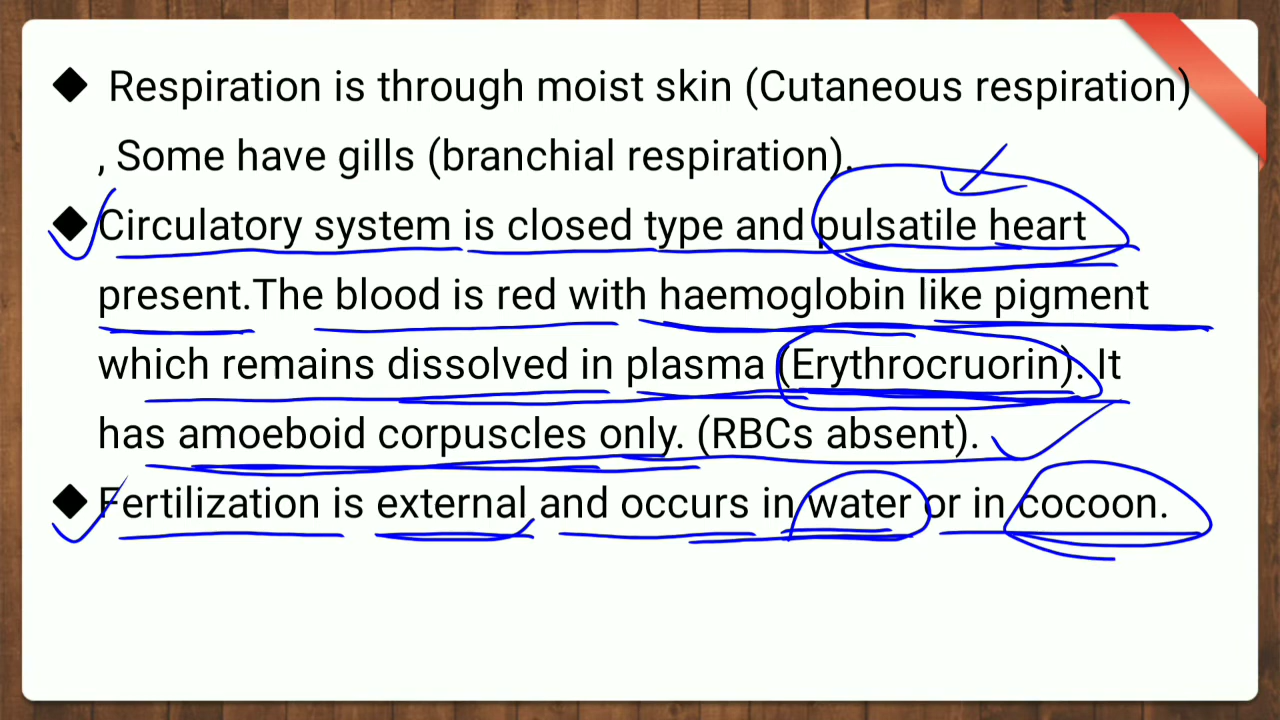 ◆ Respiration is through moist skin (Cutaneous respiration)
, Some have gills (branchial respiration).
◆ Circulatory system is closed type and pulsatile heart
present.The blood is red with haemoglobin like pigment
which remains dissolved in plasma (Erythrocruorin). It
has amoeboid corpuscles only. (RBCs absent).
◆ Fertilization is external and occurs in water or in cocoon.